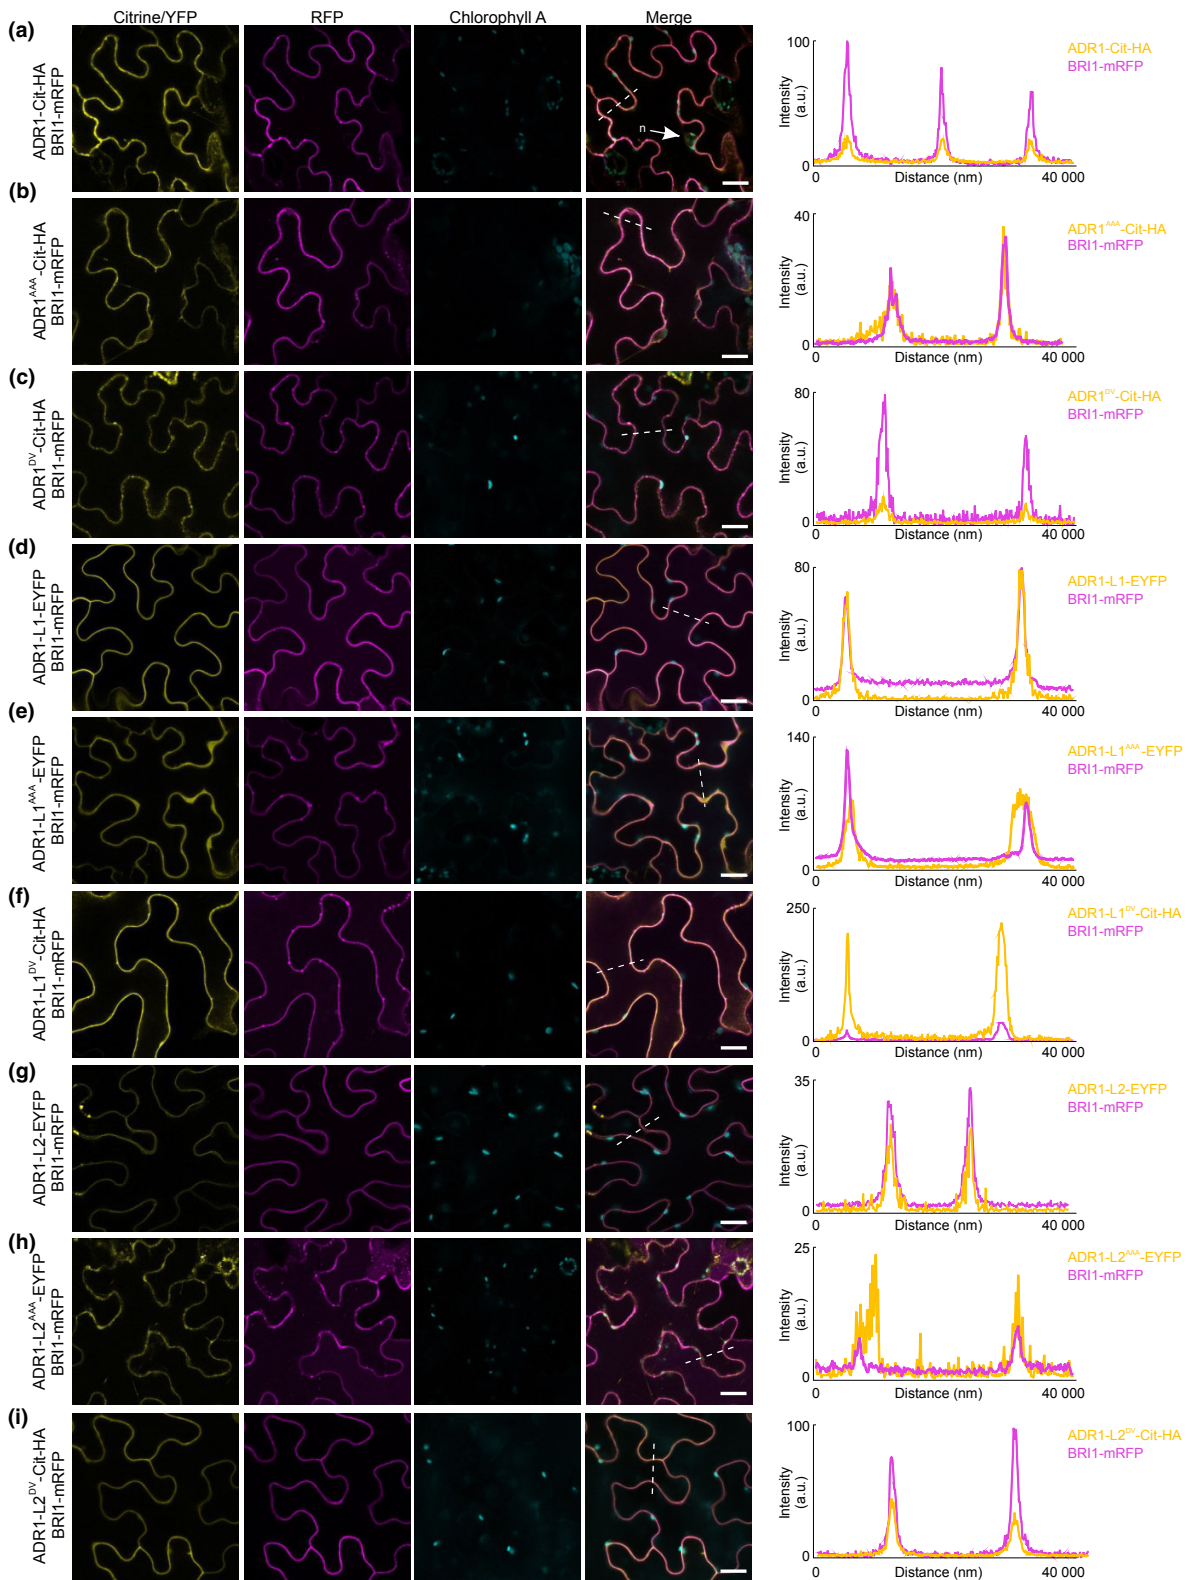 Citrine/YFP RFP Chlorophyll A Merge
(a)
ADR1-Cit-HA
BRI1-mRFP
n
100
Intensity
(a.u.)
0
0 Distance (nm) 40 000
ADR1-Cit-HA
BRI1-mRFP
(b)
ADR1AAA-Cit-HA
BRI1-mRFP
40
Intensity
(a.u.)
0
0 Distance (nm) 40 000
ADR1AAA-Cit-HA
BRI1-mRFP
(c)
ADR1DV-Cit-HA
BRI1-mRFP
80
Intensity
(a.u.)
0
0 Distance (nm) 40 000
ADR1DV-Cit-HA
BRI1-mRFP
(d)
ADR1-L1-EYFP
BRI1-mRFP
80
Intensity
(a.u.)
0
0 Distance (nm) 40 000
ADR1-L1-EYFP
BRI1-mRFP
(e)
ADR1-L1AAA-EYFP
BRI1-mRFP
140
Intensity
(a.u.)
0
0 Distance (nm) 40 000
ADR1-L1AAA-EYFP
BRI1-mRFP
(f)
ADR1-L1DV-Cit-HA
BRI1-mRFP
250
Intensity
(a.u.)
0
0 Distance (nm) 40 000
ADR1-L1DV-Cit-HA
BRI1-mRFP
(g)
ADR1-L2-EYFP
BRI1-mRFP
35
Intensity
(a.u.)
0
0 Distance (nm) 40 000
ADR1-L2-EYFP
BRI1-mRFP
(h)
ADR1-L2AAA-EYFP
BRI1-mRFP
25
Intensity
(a.u.)
0
0 Distance (nm) 40 000
ADR1-L2AAA-EYFP
BRI1-mRFP
(i)
ADR1-L2DV-Cit-HA
BRI1-mRFP
100
Intensity
(a.u.)
0
0 Distance (nm) 40 000
ADR1-L2DV-Cit-HA
BRI1-mRFP